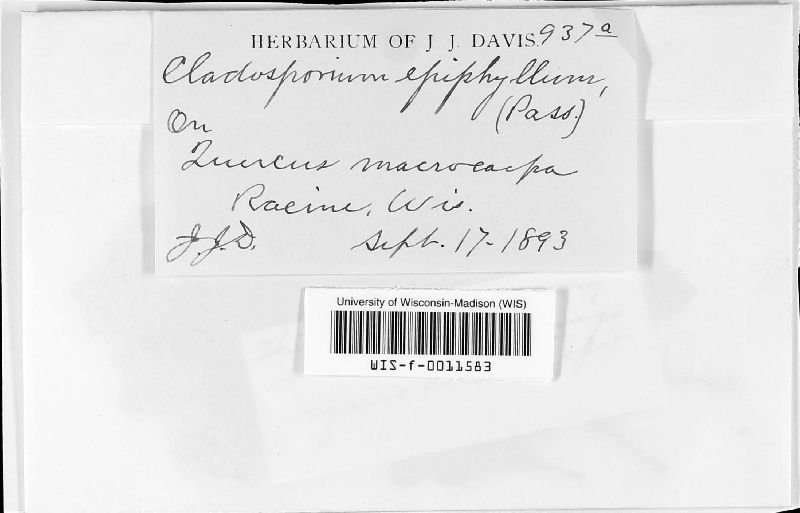 HERBARIUM OF J J. DAVIS. 937a
Cladosporium epiphyllum,
(Pass.)
On
Quercus macrocarpa
Racine, Wis.
J.J.D. Sept. 17-1893
University of Wisconsin-Madison (WIS)
WIS-f-0011583